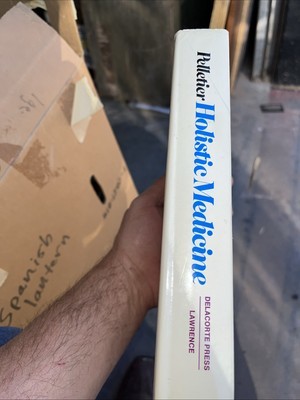 Pelletier Holistic Medicine
DELACORTE PRESS
LAWRENCE
Spanish
lantern